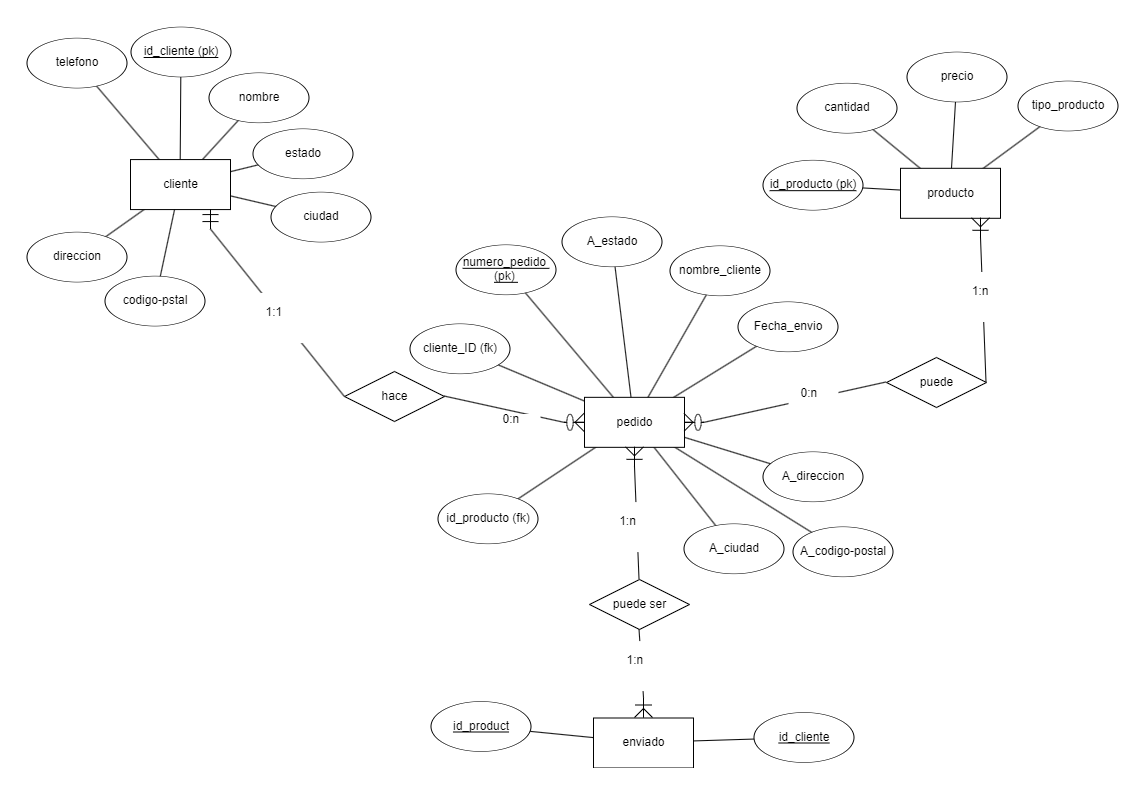 telefono
id_cliente (pk)
nombre
estado
cliente
ciudad
direccion
codigo-pstal
1:1
cantidad
precio
tipo_producto
id_producto (pk)
producto
1:n
numero_pedido
(pk)
A_estado
nombre_cliente
Fecha_envio
cliente_ID (fk)
hace
0:n
pedido
0:n
puede
A_direccion
id_producto (fk)
1:n
A_ciudad
A_codigo-postal
puede ser
1:n
id_product
enviado
id_cliente